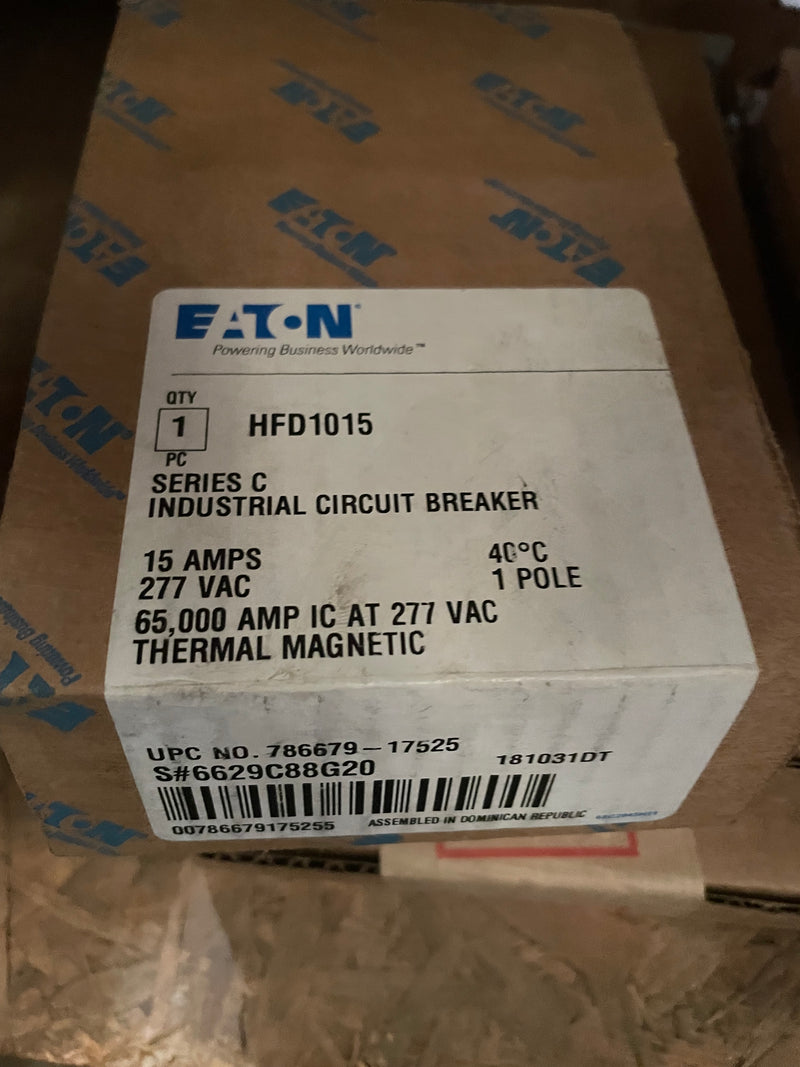 EATON
Powering Business Worldwide™
QTY
1
PC
HFD1015
SERIES C
INDUSTRIAL CIRCUIT BREAKER
15 AMPS 40°C
277 VAC 1 POLE
65,000 AMP IC AT 277 VAC
THERMAL MAGNETIC
UPC NO. 786679-17525
S#6629C88G20 181031DT
00786679175255 ASSEMBLED IN DOMINICAN REPUBLIC